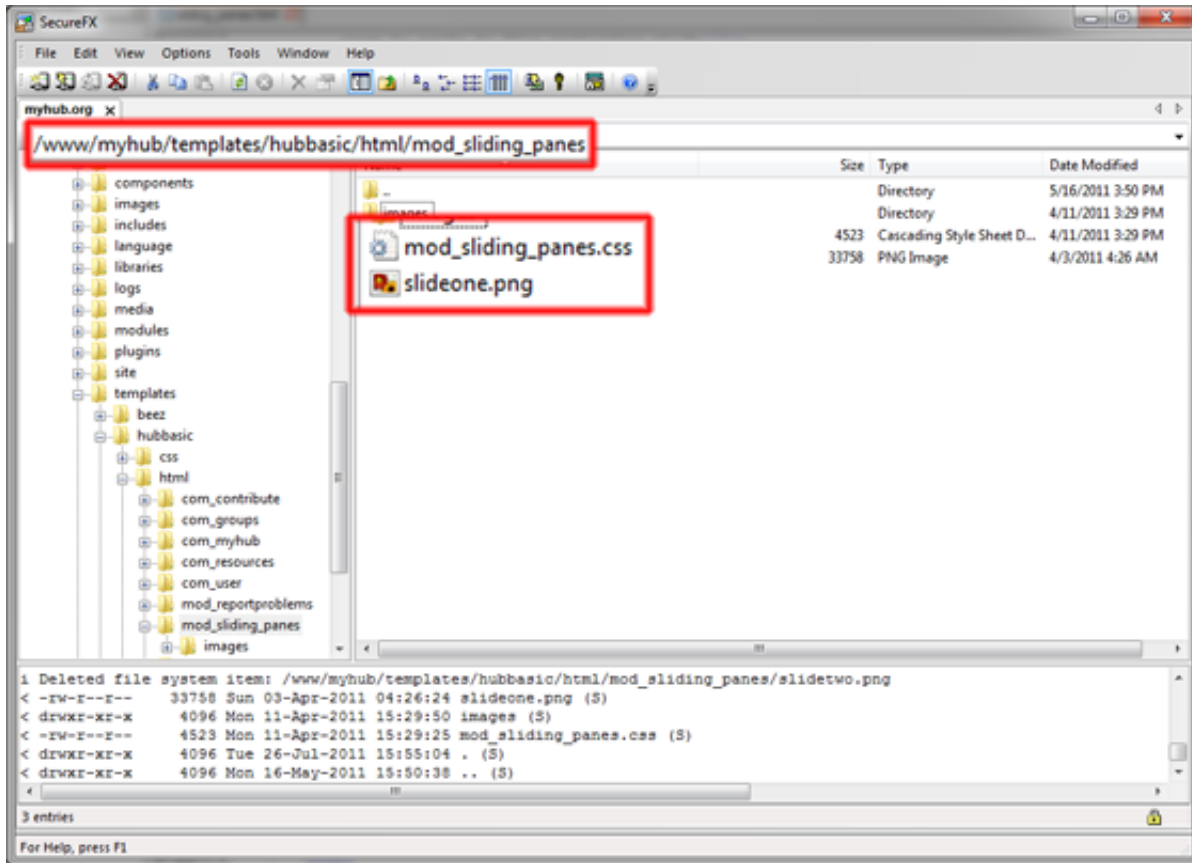 SecureFX
File Edit View Options Tools Window Help
myhub.org x
/www/myhub/templates/hubbasic/html/mod_sliding_panes
Size Type Date Modified
components
images
includes
language
libraries
logs
media
modules
plugins
site
templates
beez
hubbasic
css
html
com_contribute
com_groups
com_myhub
com_resources
com_user
mod_reportproblems
mod_sliding_panes
images
.. Directory 5/16/2011 3:50 PM
images Directory 4/11/2011 3:29 PM
mod_sliding_panes.css 4523 Cascading Style Sheet D... 4/11/2011 3:29 PM
slideone.png 33758 PNG Image 4/3/2011 4:26 AM
i Deleted file system item: /www/myhub/templates/hubbasic/html/mod_sliding_panes/slidetwo.png
< -rw-r--r-- 33758 Sun 03-Apr-2011 04:26:24 slideone.png (S)
< drwxr-xr-x 4096 Mon 11-Apr-2011 15:29:50 images (S)
< -rw-r--r-- 4523 Mon 11-Apr-2011 15:29:25 mod_sliding_panes.css (S)
< drwxr-xr-x 4096 Tue 26-Jul-2011 15:55:04 . (S)
< drwxr-xr-x 4096 Mon 16-May-2011 15:50:38 .. (S)
3 entries
For Help, press F1